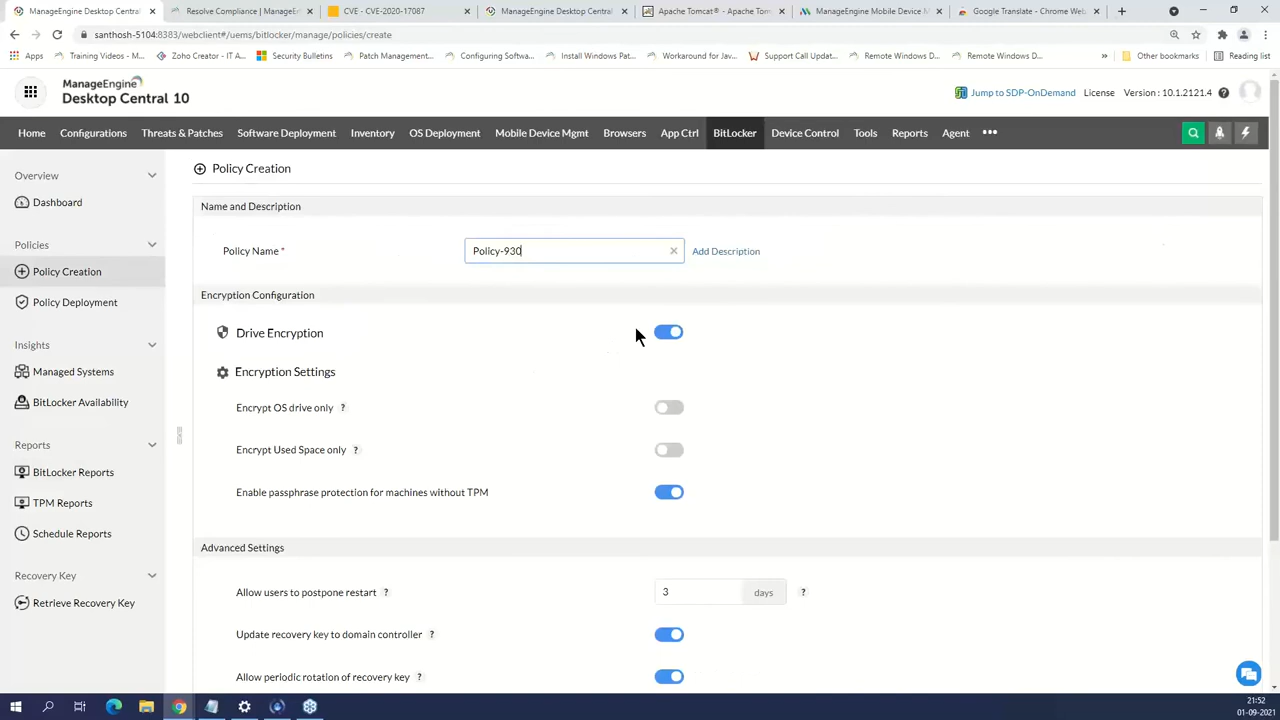 ManageEngine Desktop Central
Resolve Compliance | ManageEn
CVE - CVE-2020-17087
ManageEngine Desktop Central
Apache Tomcat® - Apache Tom
ManageEngine Mobile Device M
Google Translate - Chrome Web
santhosh-5104:8383/webclient#/uems/bitlocker/manage/policies/create
Apps
Training Videos - M...
Zoho Creator - IT A...
Security Bulletins
Patch Management...
Configuring Softwa...
Install Windows Pat...
Workaround for Jav...
Support Call Updat...
Remote Windows D...
Remote Windows D...
»
Other bookmarks
Reading list
ManageEngine
Desktop Central 10
Jump to SDP-OnDemand
License
Version : 10.1.2121.4
Home
Configurations
Threats & Patches
Software Deployment
Inventory
OS Deployment
Mobile Device Mgmt
Browsers
App Ctrl
BitLocker
Device Control
Tools
Reports
Agent
Overview
Dashboard
Policies
Policy Creation
Policy Deployment
Insights
Managed Systems
BitLocker Availability
Reports
BitLocker Reports
TPM Reports
Schedule Reports
Recovery Key
Retrieve Recovery Key
Policy Creation
Name and Description
Policy Name *
Policy-930
Add Description
Encryption Configuration
Drive Encryption
Encryption Settings
Encrypt OS drive only ?
Encrypt Used Space only ?
Enable passphrase protection for machines without TPM
Advanced Settings
Allow users to postpone restart ?
3 days ?
Update recovery key to domain controller ?
Allow periodic rotation of recovery key ?
21:52
01-09-2021